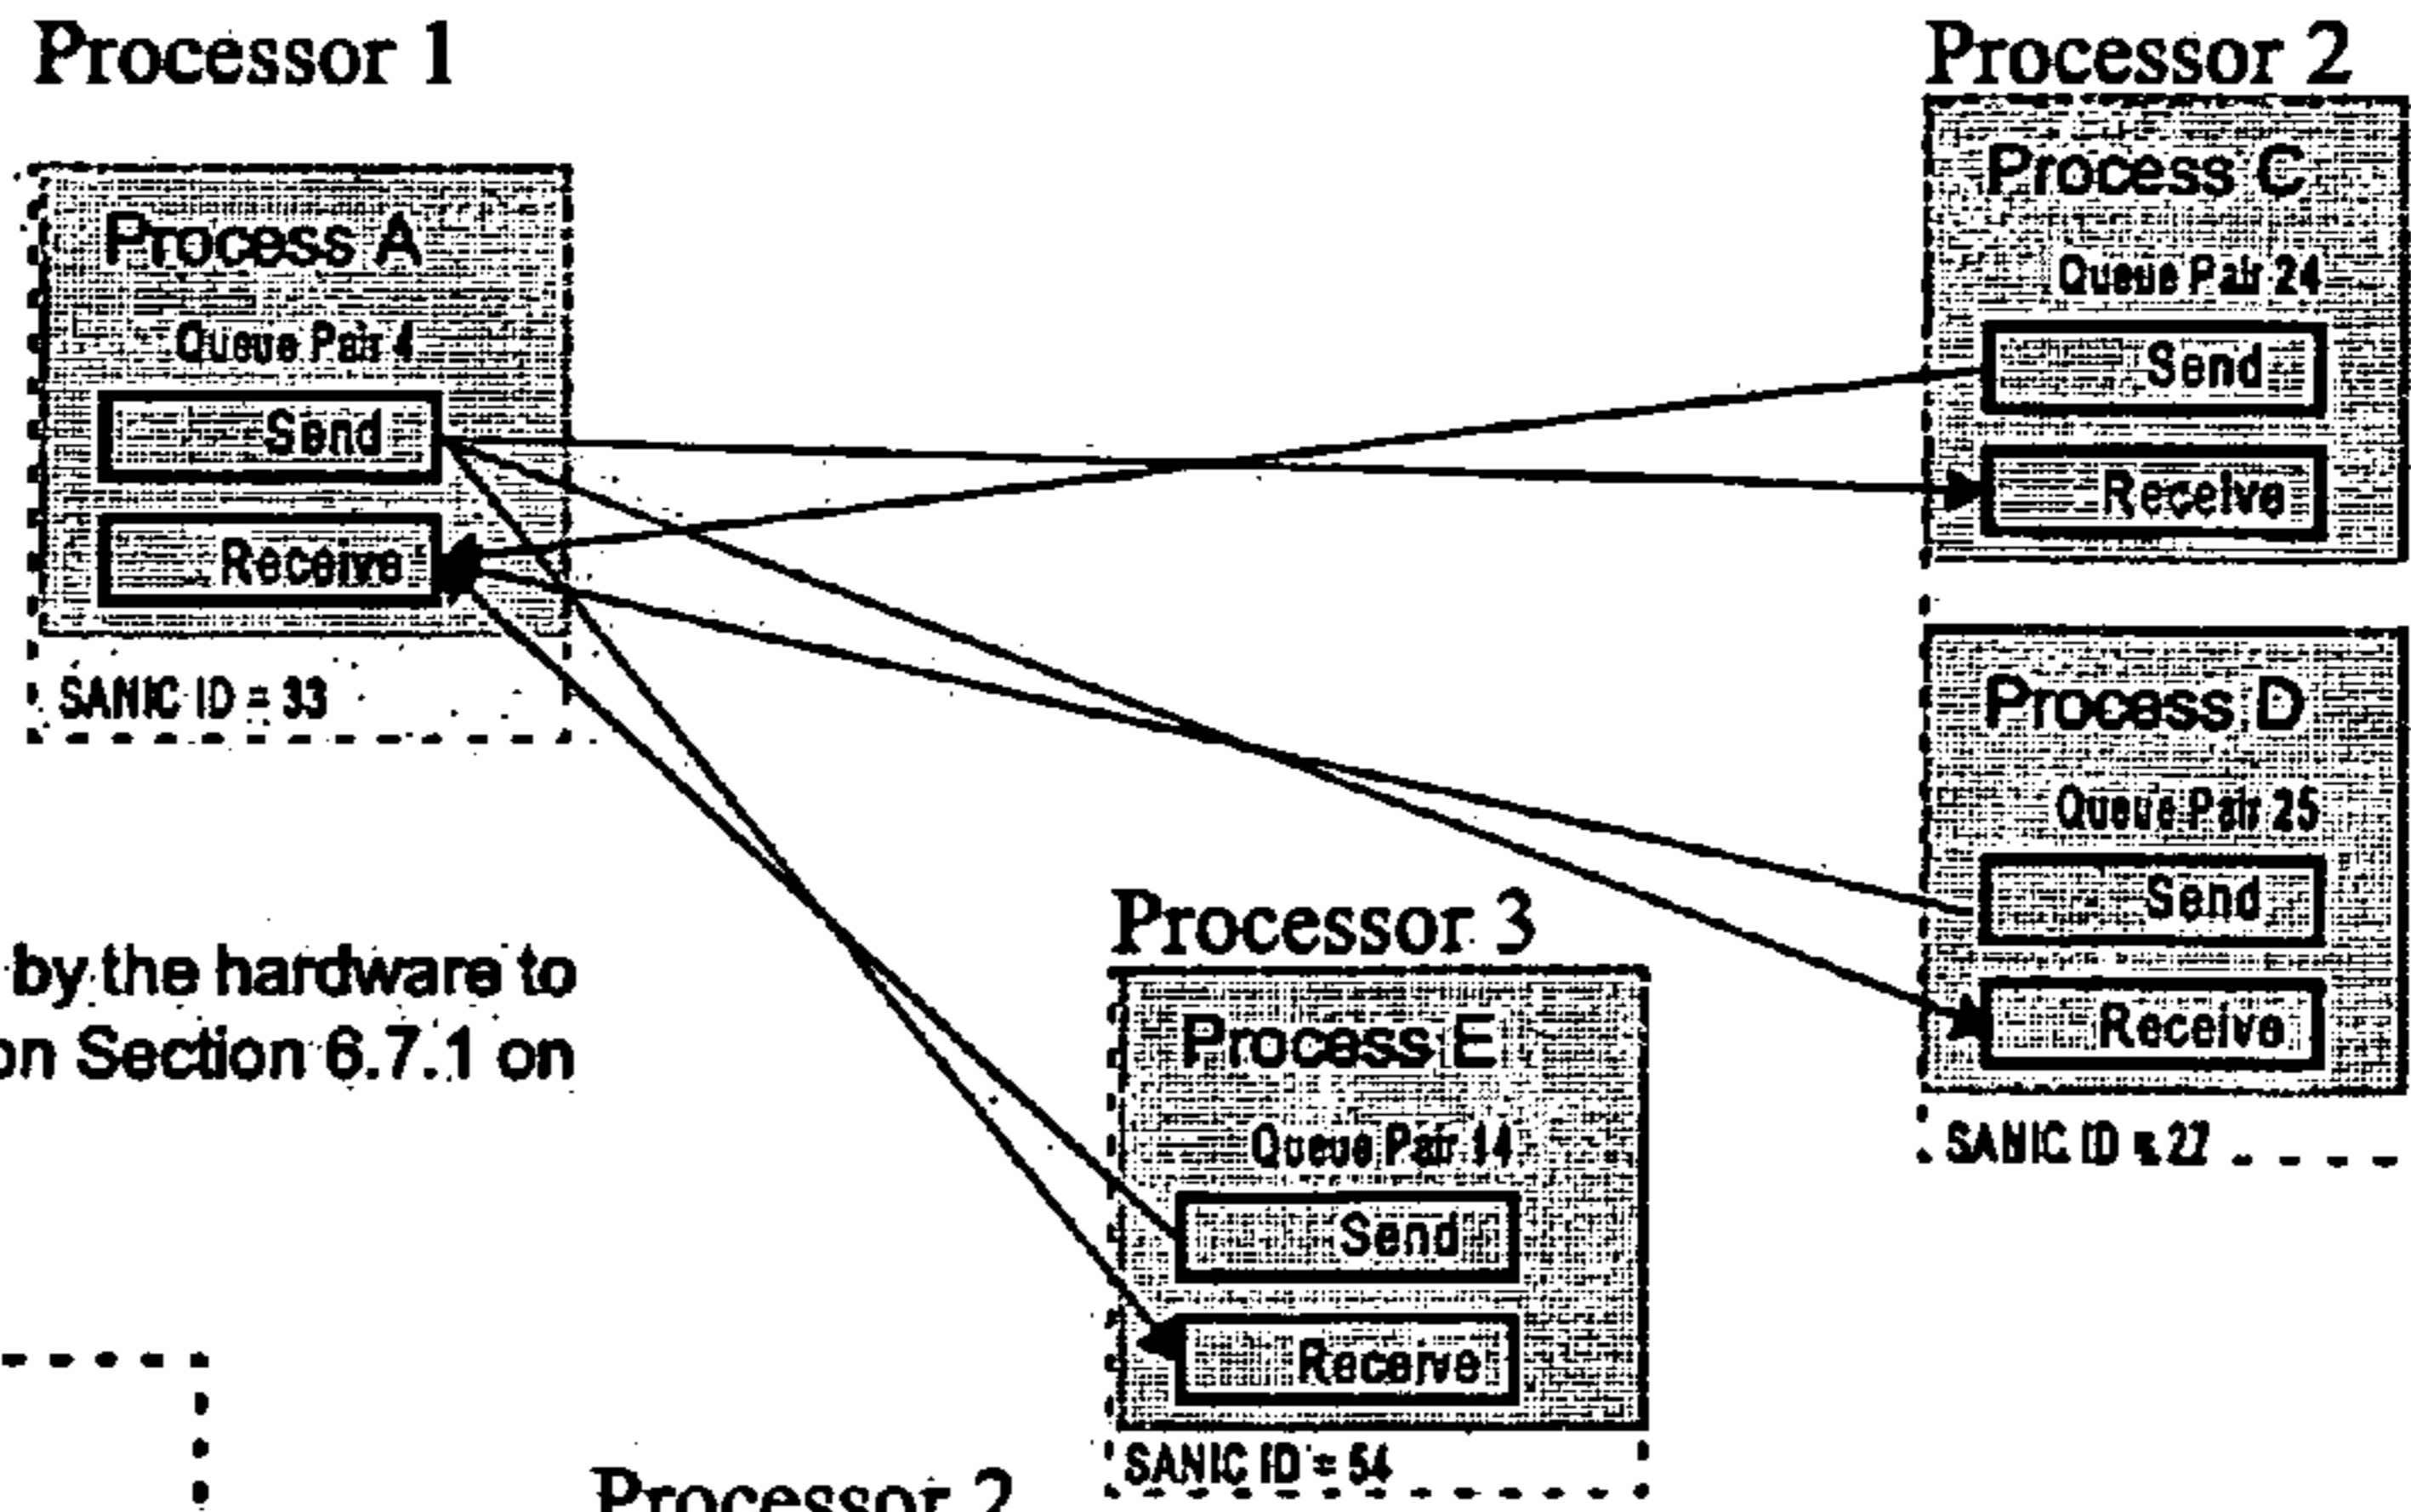 Processor 1
Process A
Queue Pair 4
Send
Receive
SANIC ID = 33
Processor 2
Process C
Queue Pair 24
Send
Receive
Process D
Queue Pair 25
Send
Receive
SANIC ID = 27
by the hardware to
on Section 6.7.1 on
Processor 3
Process E
Queue Pair 14
Send
Receive
SANIC ID = 54
Processor 2